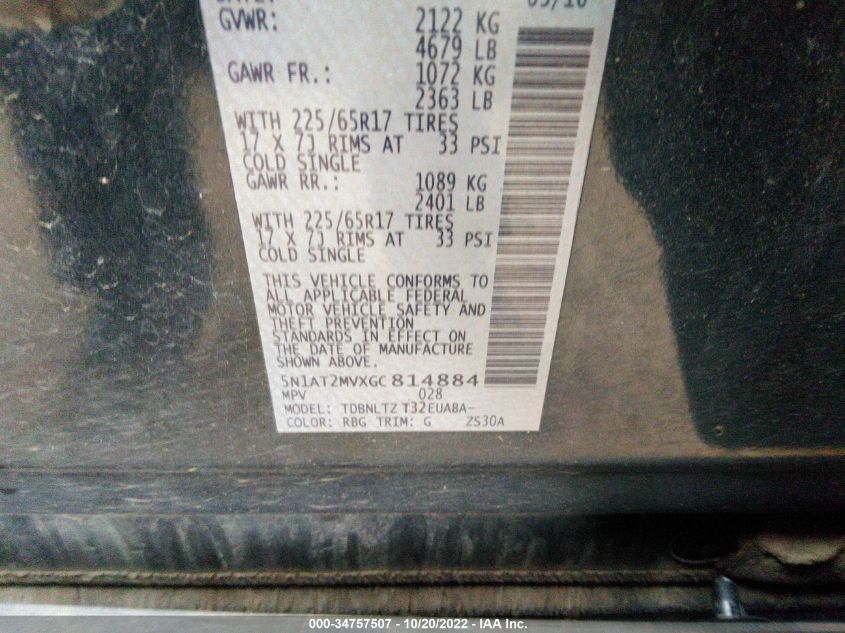 GVWR: 2122 KG
4679 LB
GAWR FR.: 1072 KG
2363 LB
WITH 225/65R17 TIRES
17 X 7J RIMS AT 33 PSI
COLD SINGLE
GAWR RR.: 1089 KG
2401 LB
WITH 225/65R17 TIRES
17 X 7J RIMS AT 33 PSI
COLD SINGLE
THIS VEHICLE CONFORMS TO
ALL APPLICABLE FEDERAL
MOTOR VEHICLE SAFETY AND
THEFT PREVENTION
STANDARDS IN EFFECT ON
THE DATE OF MANUFACTURE
SHOWN ABOVE.
5N1AT2MVXGC814884
MPV 028
MODEL: TDBNLTZ T32EUABA-
COLOR: RBG TRIM: G ZS30A
000-34757507 - 10/20/2022 - IAA Inc.